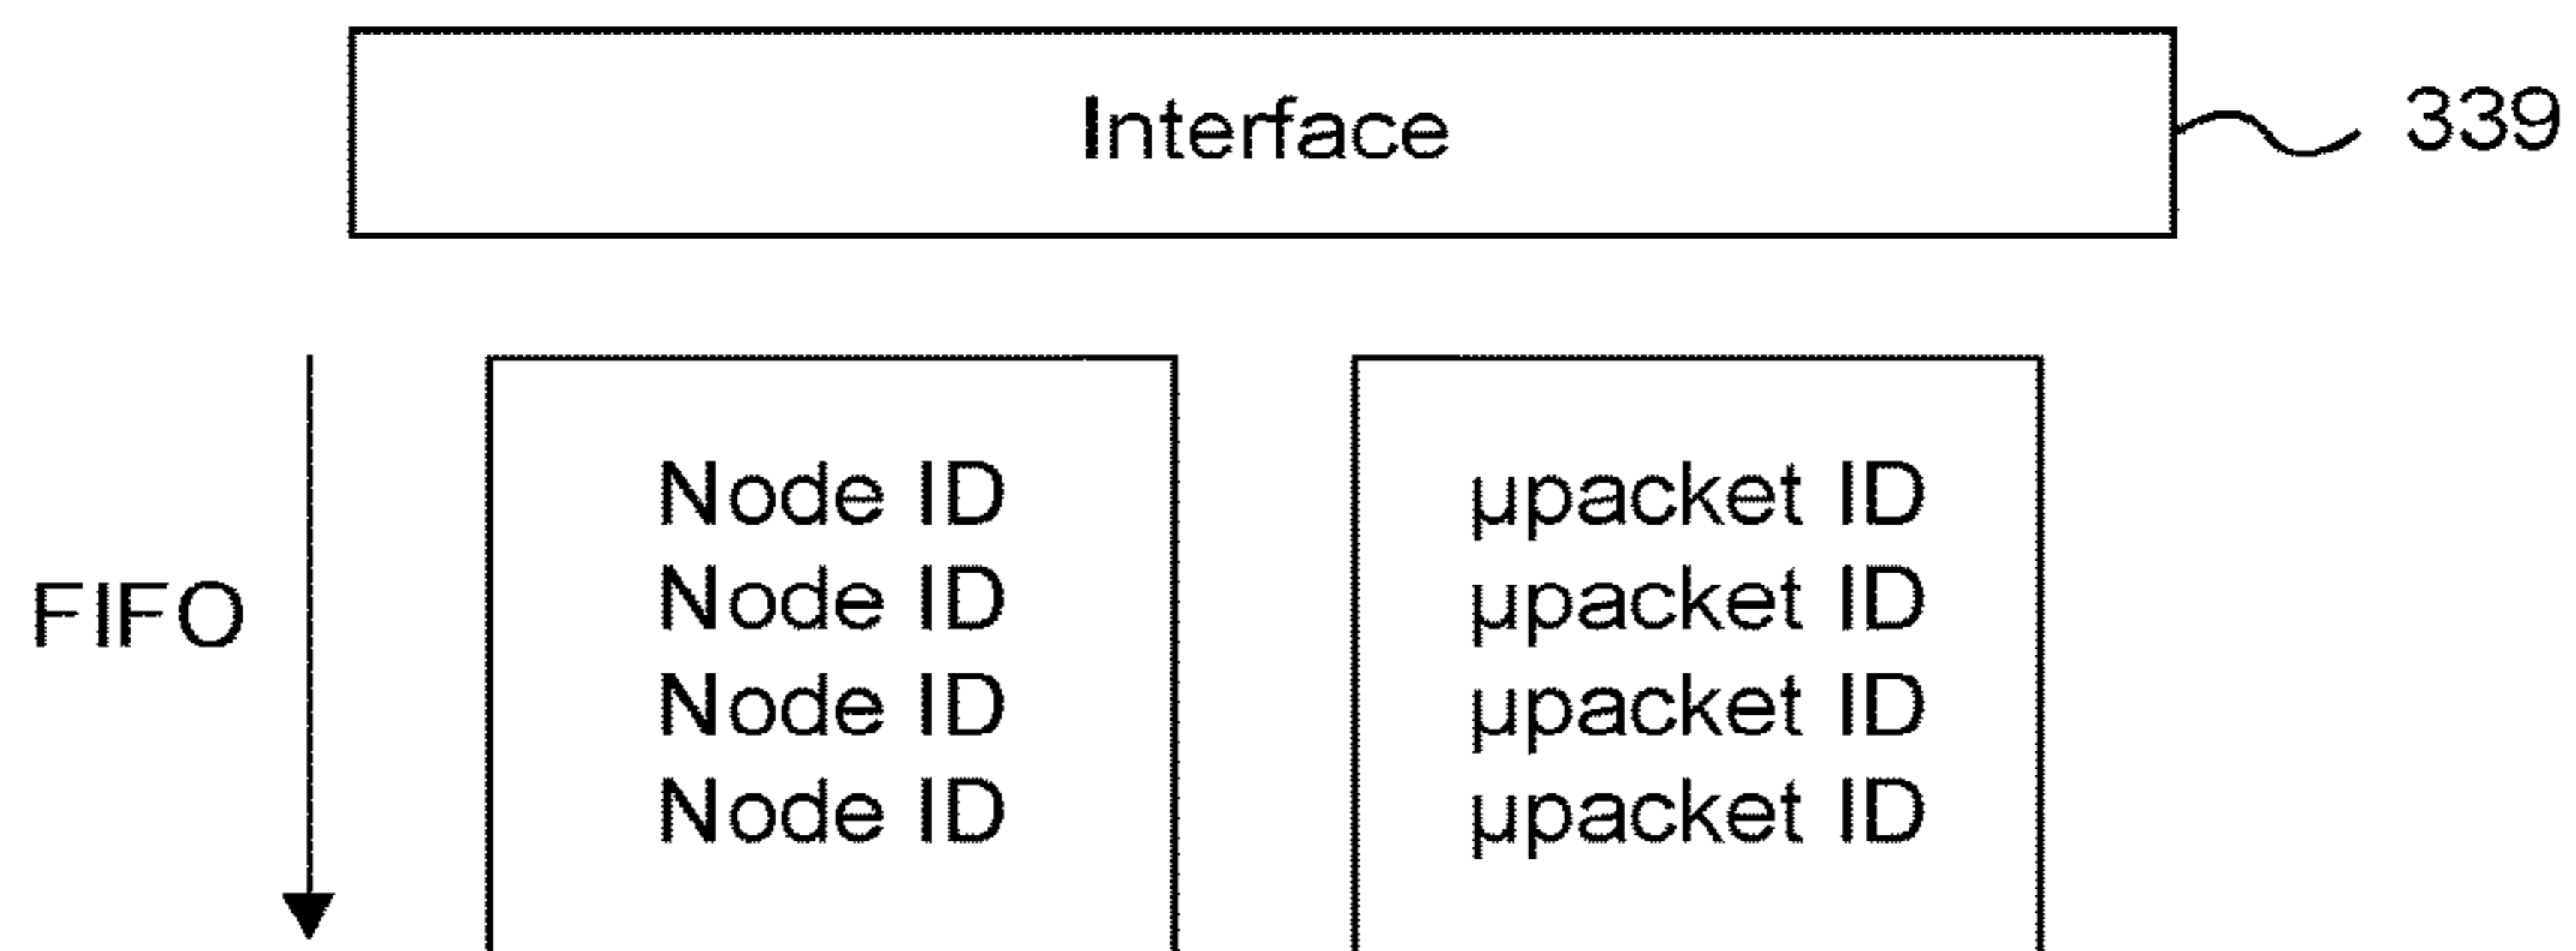 Interface
339
FIFO
Node ID
Node ID
Node ID
Node ID
µpacket ID
µpacket ID
µpacket ID
µpacket ID